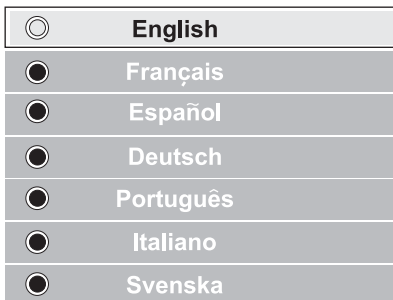 English
Français
Español
Deutsch
Português
Italiano
Svenska